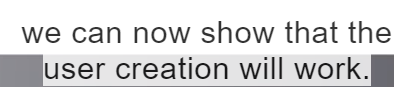 we can now show that the
user creation will work.